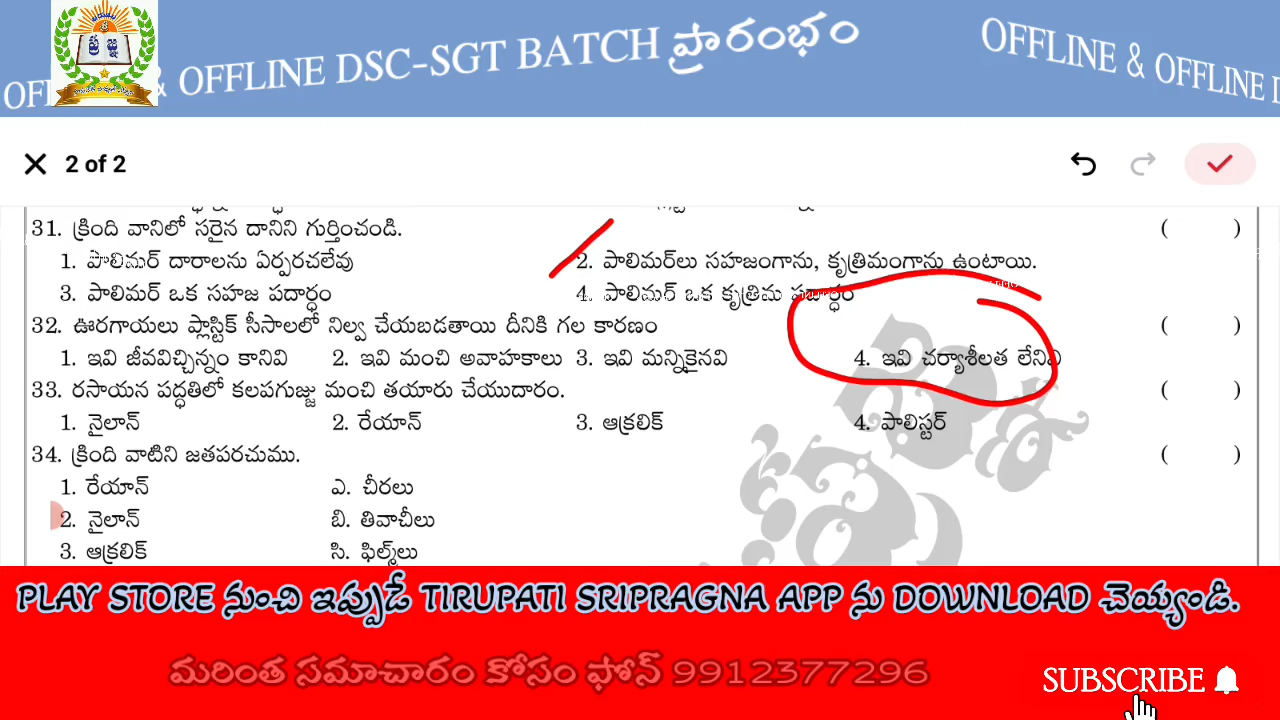 OFFLINE & OFFLINE DSC-SGT BATCH ప్రారంభం OFFLINE & OFFLINE D
ప్రజ్ఞ
2 of 2
31. క్రింది వానిలో సరైన దానిని గుర్తించండి. ( )
1. పాలిమర్ దారాలను ఏర్పరచలేవు 2. పాలిమర్‌లు సహజంగాను, కృత్రిమంగాను ఉంటాయి.
3. పాలిమర్ ఒక సహజ పదార్ధం 4. పాలిమర్ ఒక కృత్రిమ పదార్ధం
32. ఊరగాయలు ప్లాస్టిక్ సీసాలలో నిల్వ చేయబడతాయి దీనికి గల కారణం ( )
1. ఇవి జీవవిచ్ఛిన్నం కానివి 2. ఇవి మంచి అవాహకాలు 3. ఇవి మన్నికైనవి 4. ఇవి చర్యాశీలత లేనివి
33. రసాయన పద్ధతిలో కలపగుజ్జు నుంచి తయారు చేయుదారం. ( )
1. నైలాన్ 2. రేయాన్ 3. ఆక్రలిక్ 4. పాలిస్టర్
34. క్రింది వాటిని జతపరచుము. ( )
1. రేయాన్ ఎ. చీరలు
2. నైలాన్ బి. తివాచీలు
3. ఆక్రలిక్ సి. ఫిల్మ్‌లు
PLAY STORE నుంచి ఇప్పుడే TIRUPATI SRIPRAGNA APP ను DOWNLOAD చెయ్యండి.
మరింత సమాచారం కోసం ఫోన్ 9912377296
SUBSCRIBE